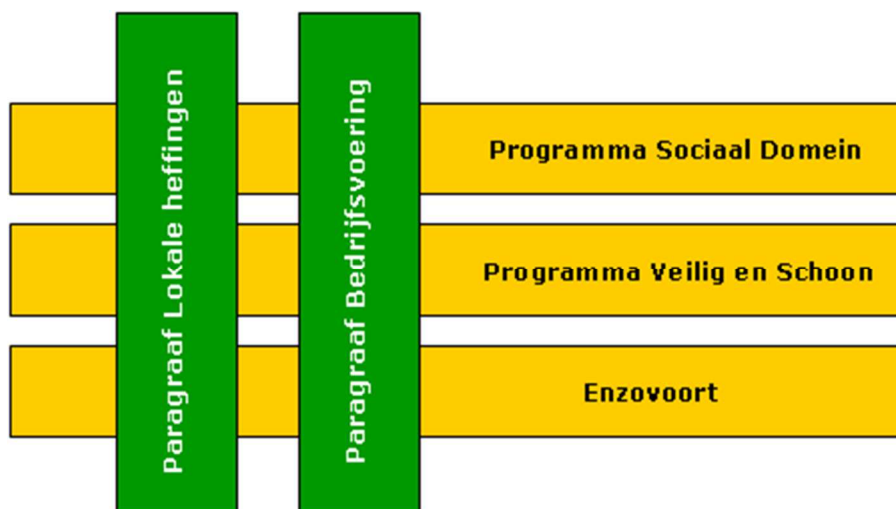 Paragraaf Lokale heffingen
Paragraaf Bedrijfsvoering
Programma Sociaal Domein
Programma Veilig en Schoon
Enzovoort